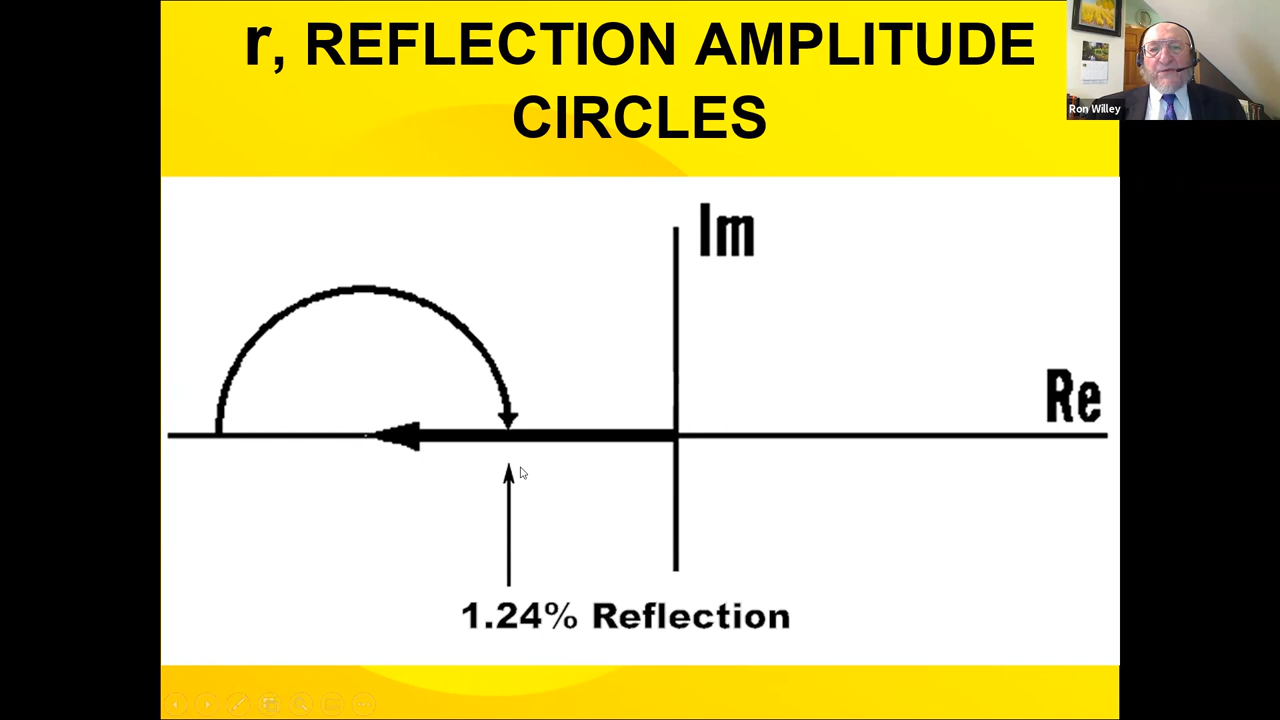 r, REFLECTION AMPLITUDE
CIRCLES
Ron Willey
Im
Re
1.24% Reflection